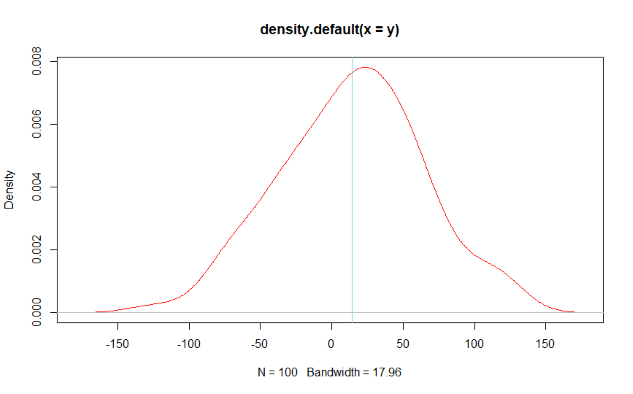 density.default(x = y)
0.008
0.006
0.004
0.002
0.000
Density
-150 -100 -50 0 50 100 150
N = 100 Bandwidth = 17.96